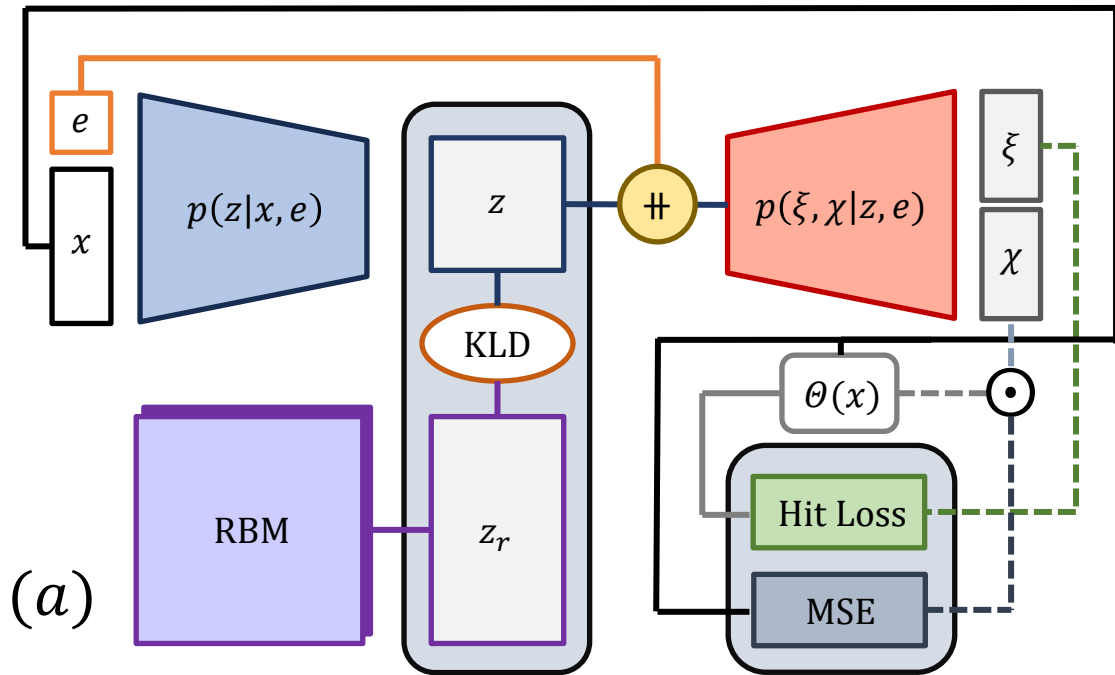 e
x
p(z|x, e)
z
⧺
p(ξ, χ|z, e)
ξ
χ
KLD
Θ(x)
⊙
RBM
z_r
Hit Loss
MSE
(a)